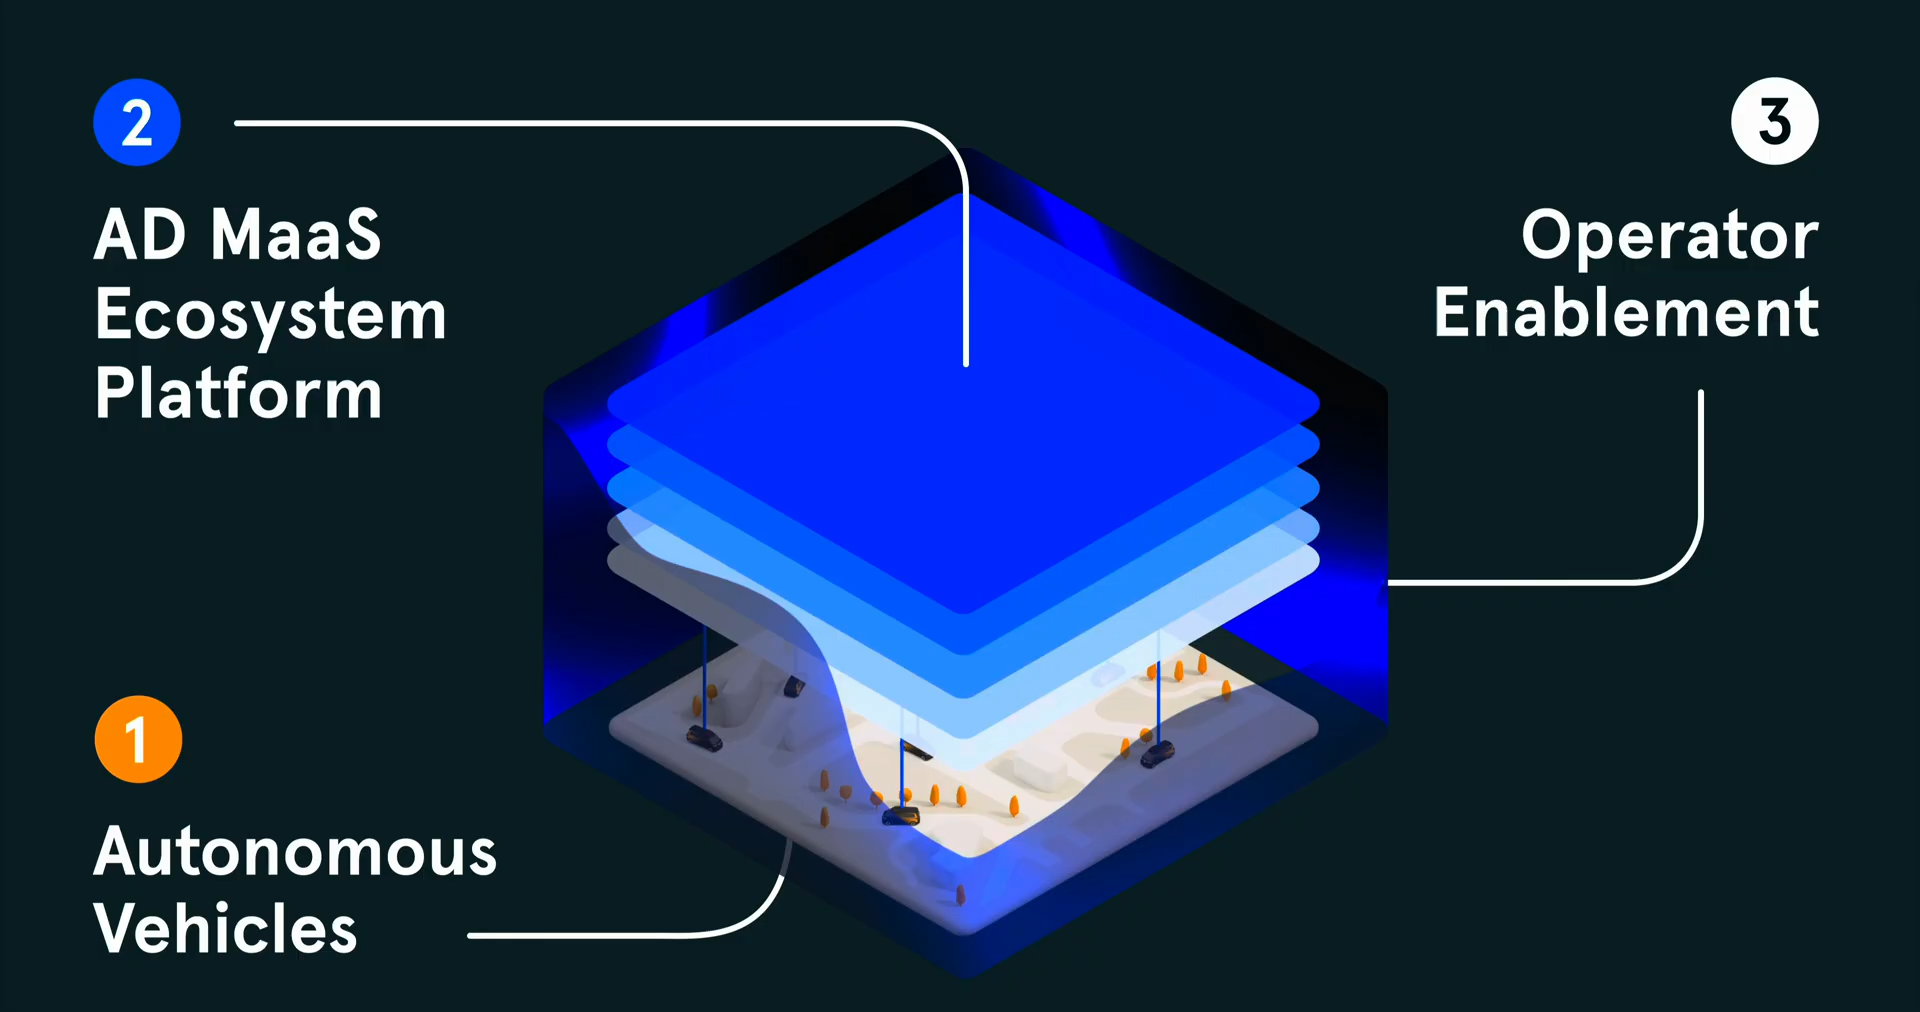 2
AD MaaS
Ecosystem
Platform
3
Operator
Enablement
1
Autonomous
Vehicles